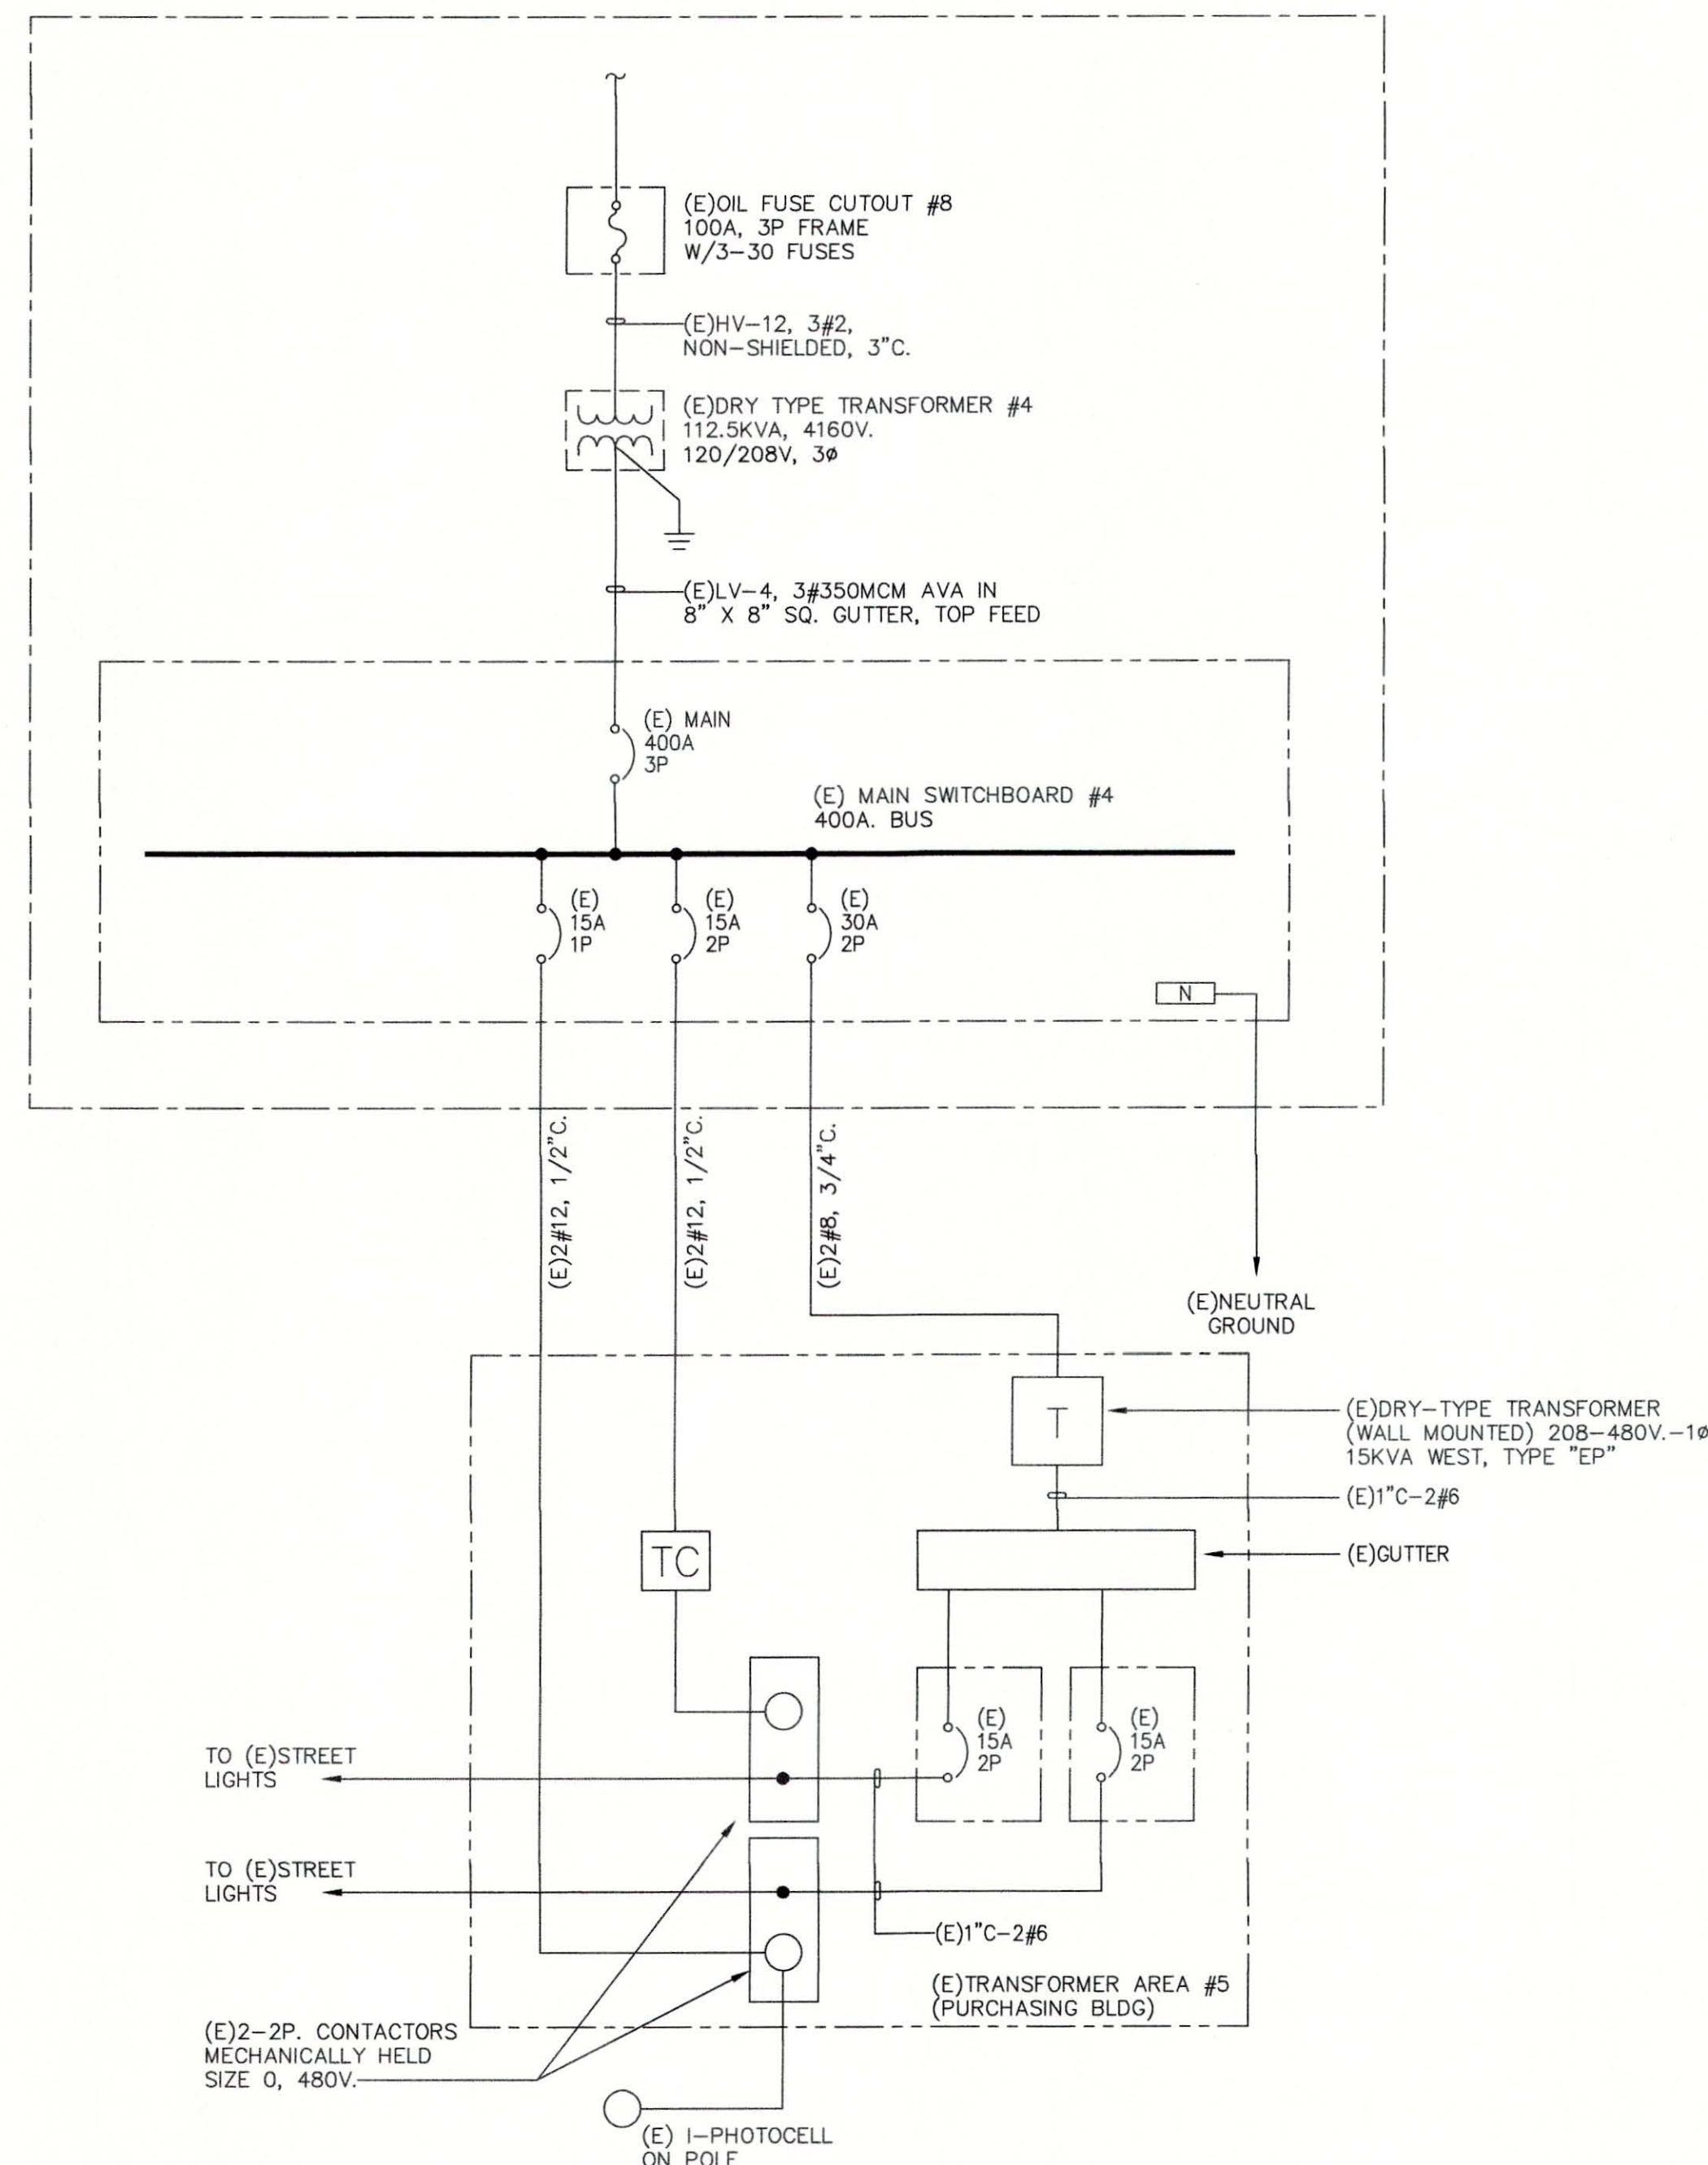 (E)OIL FUSE CUTOUT #8
100A, 3P FRAME
W/3-30 FUSES
(E)HV-12, 3#2,
NON-SHIELDED, 3"C.
(E)DRY TYPE TRANSFORMER #4
112.5KVA, 4160V.
120/208V, 3ø
(E)LV-4, 3#350MCM AVA IN
8" X 8" SQ. GUTTER, TOP FEED
(E) MAIN
400A
3P
(E) MAIN SWITCHBOARD #4
400A. BUS
(E)
15A
1P
(E)
15A
2P
(E)
30A
2P
N
(E)2#12, 1/2"C.
(E)2#12, 1/2"C.
(E)2#8, 3/4"C.
(E)NEUTRAL
GROUND
T
(E)DRY-TYPE TRANSFORMER
(WALL MOUNTED) 208-480V.-1ø
15KVA WEST, TYPE "EP"
(E)1"C-2#6
TC
(E)GUTTER
(E)
15A
2P
(E)
15A
2P
TO (E)STREET
LIGHTS
TO (E)STREET
LIGHTS
(E)1"C-2#6
(E)TRANSFORMER AREA #5
(PURCHASING BLDG)
(E)2-2P. CONTACTORS
MECHANICALLY HELD
SIZE 0, 480V.
(E) I-PHOTOCELL
ON POLE